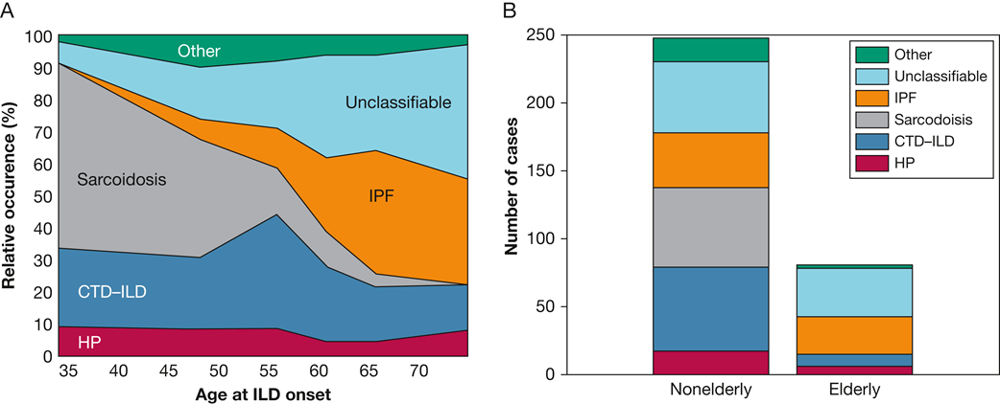 A
Relative occurence (%)
100
90
80
70
60
50
40
30
20
10
0
Other
Unclassifiable
Sarcoidosis
IPF
CTD–ILD
HP
35 40 45 50 55 60 65 70
Age at ILD onset
B
Number of cases
250
200
150
100
50
0
Other
Unclassifiable
IPF
Sarcodoisis
CTD–ILD
HP
Nonelderly Elderly